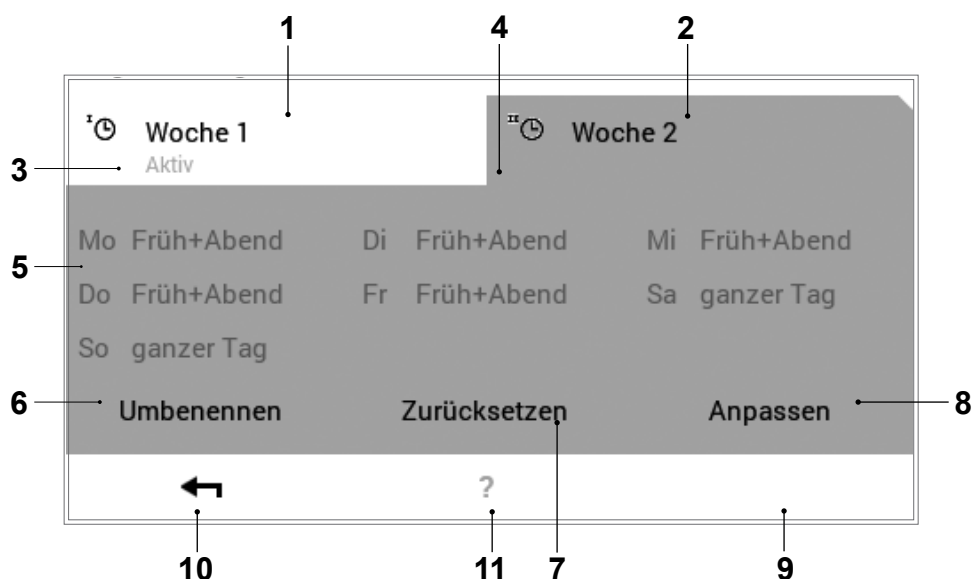 1 4 2
I Woche 1 II Woche 2
3 Aktiv
Mo Früh+Abend Di Früh+Abend Mi Früh+Abend
5
Do Früh+Abend Fr Früh+Abend Sa ganzer Tag
So ganzer Tag
6 Umbenennen Zurücksetzen Anpassen 8
?
10 11 7 9